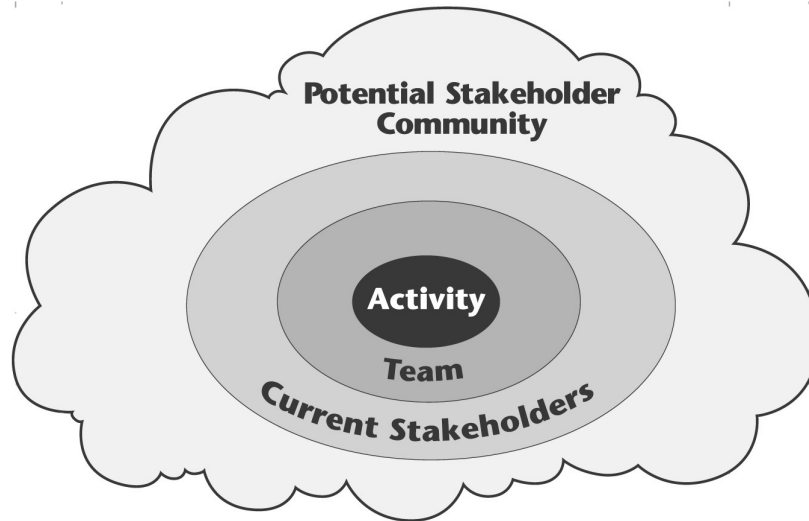 Potential Stakeholder
Community
Activity
Team
Current Stakeholders